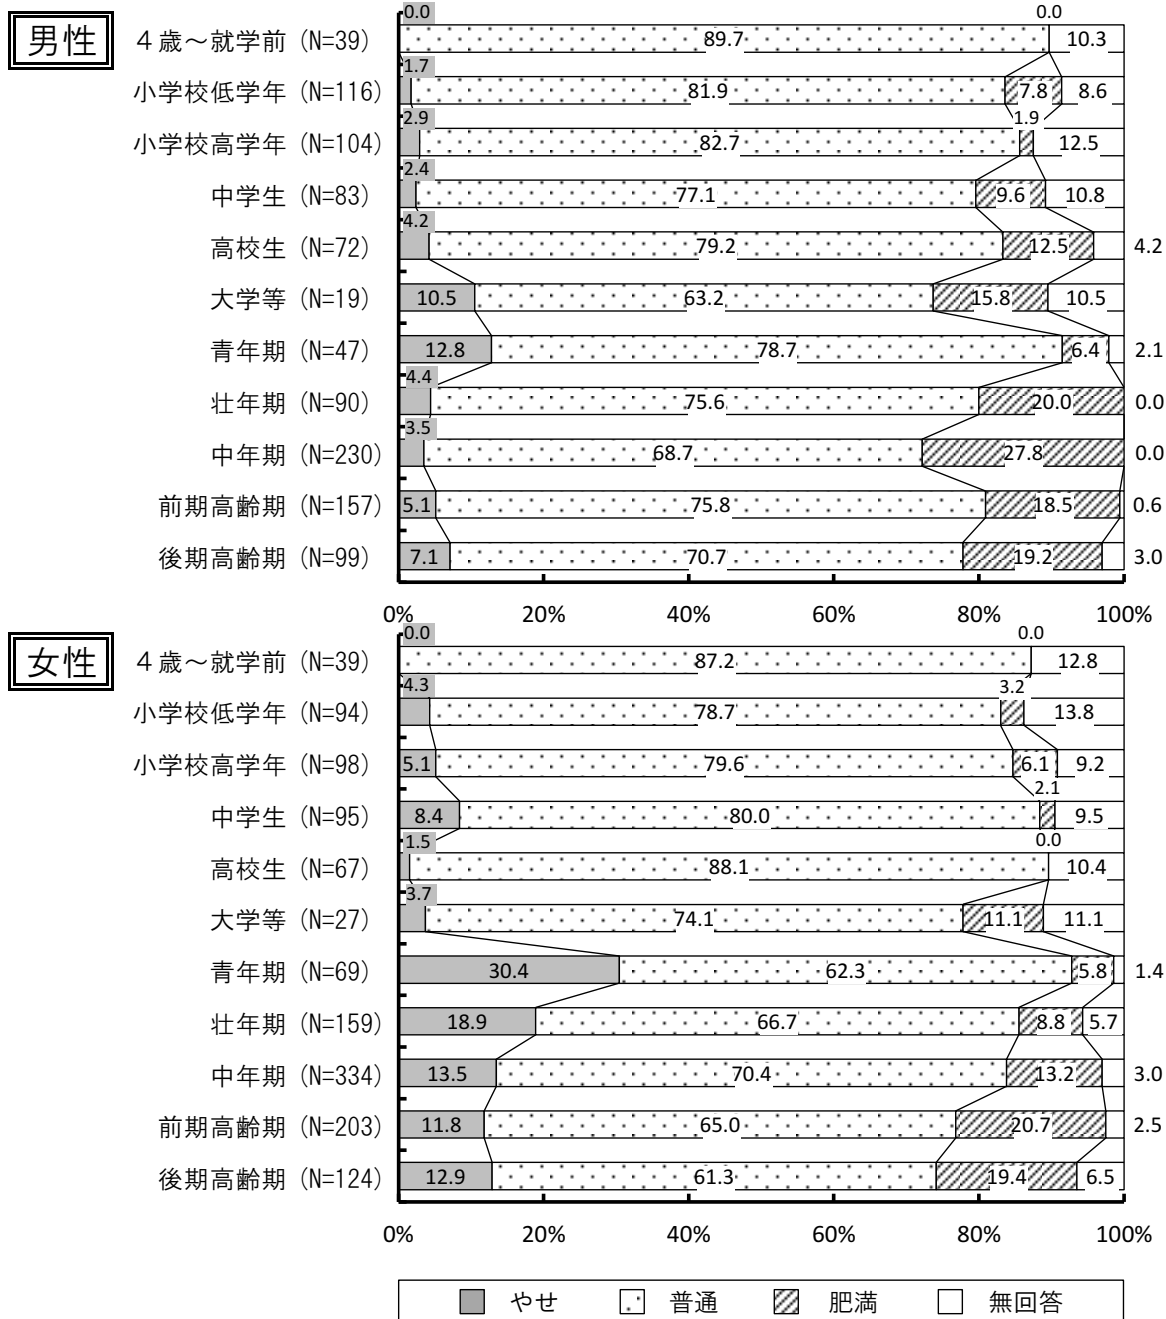 男性
0.0 0.0
4歳～就学前 (N=39) 89.7 10.3
1.7
小学校低学年 (N=116) 81.9 7.8 8.6
2.9 1.9
小学校高学年 (N=104) 82.7 12.5
2.4
中学生 (N=83) 77.1 9.6 10.8
4.2
高校生 (N=72) 79.2 12.5 4.2
大学等 (N=19) 10.5 63.2 15.8 10.5
青年期 (N=47) 12.8 78.7 6.4 2.1
4.4
壮年期 (N=90) 75.6 20.0 0.0
3.5
中年期 (N=230) 68.7 27.8 0.0
前期高齢期 (N=157) 5.1 75.8 18.5 0.6
後期高齢期 (N=99) 7.1 70.7 19.2 3.0
0% 20% 40% 60% 80% 100%
女性
0.0 0.0
4歳～就学前 (N=39) 87.2 12.8
4.3 3.2
小学校低学年 (N=94) 78.7 13.8
小学校高学年 (N=98) 5.1 79.6 6.1 9.2
2.1
中学生 (N=95) 8.4 80.0 9.5
1.5 0.0
高校生 (N=67) 88.1 10.4
3.7
大学等 (N=27) 74.1 11.1 11.1
青年期 (N=69) 30.4 62.3 5.8 1.4
壮年期 (N=159) 18.9 66.7 8.8 5.7
中年期 (N=334) 13.5 70.4 13.2 3.0
前期高齢期 (N=203) 11.8 65.0 20.7 2.5
後期高齢期 (N=124) 12.9 61.3 19.4 6.5
0% 20% 40% 60% 80% 100%
やせ 普通 肥満 無回答